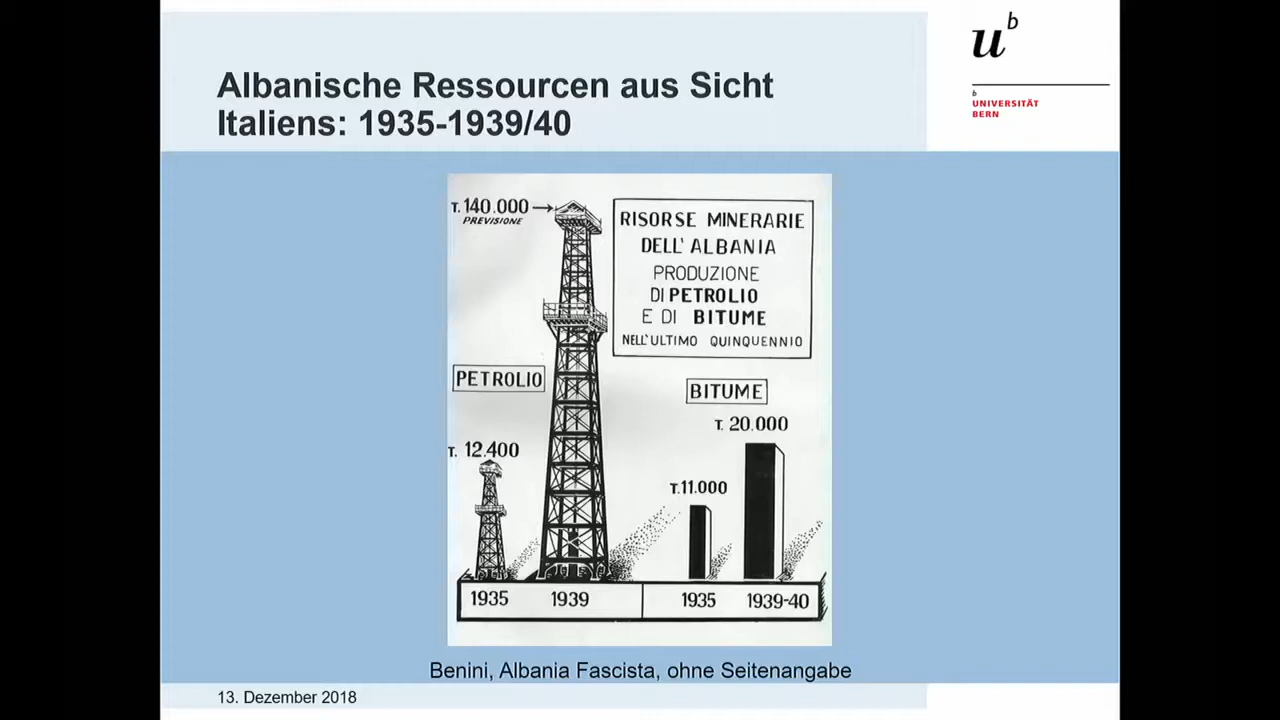 Albanische Ressourcen aus Sicht
Italiens: 1935-1939/40
u
b
b
UNIVERSITÄT
BERN
T. 140.000
PREVISIONE
RISORSE MINERARIE
DELL'ALBANIA
PRODUZIONE
DI PETROLIO
E DI BITUME
NELL'ULTIMO QUINQUENNIO
PETROLIO
BITUME
T. 20.000
T. 12.400
T. 11.000
1935
1939
1935
1939-40
Benini, Albania Fascista, ohne Seitenangabe
13. Dezember 2018